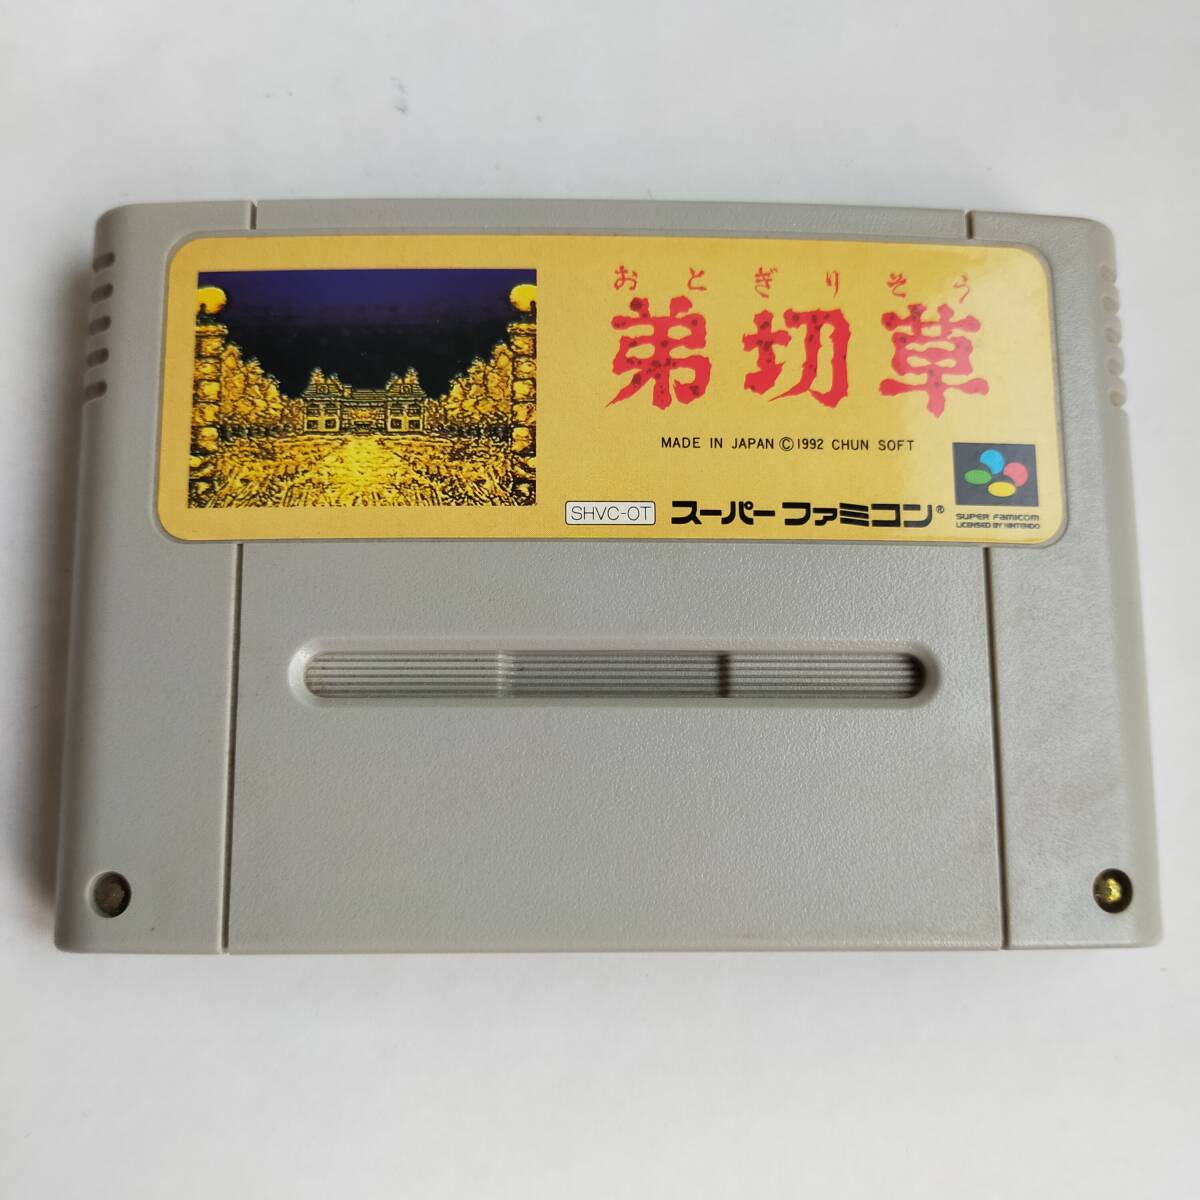 おとぎりそう
弟切草
MADE IN JAPAN ©1992 CHUN SOFT
SHVC-OT スーパーファミコン®
SUPER FAMICOM
LICENSED BY NINTENDO